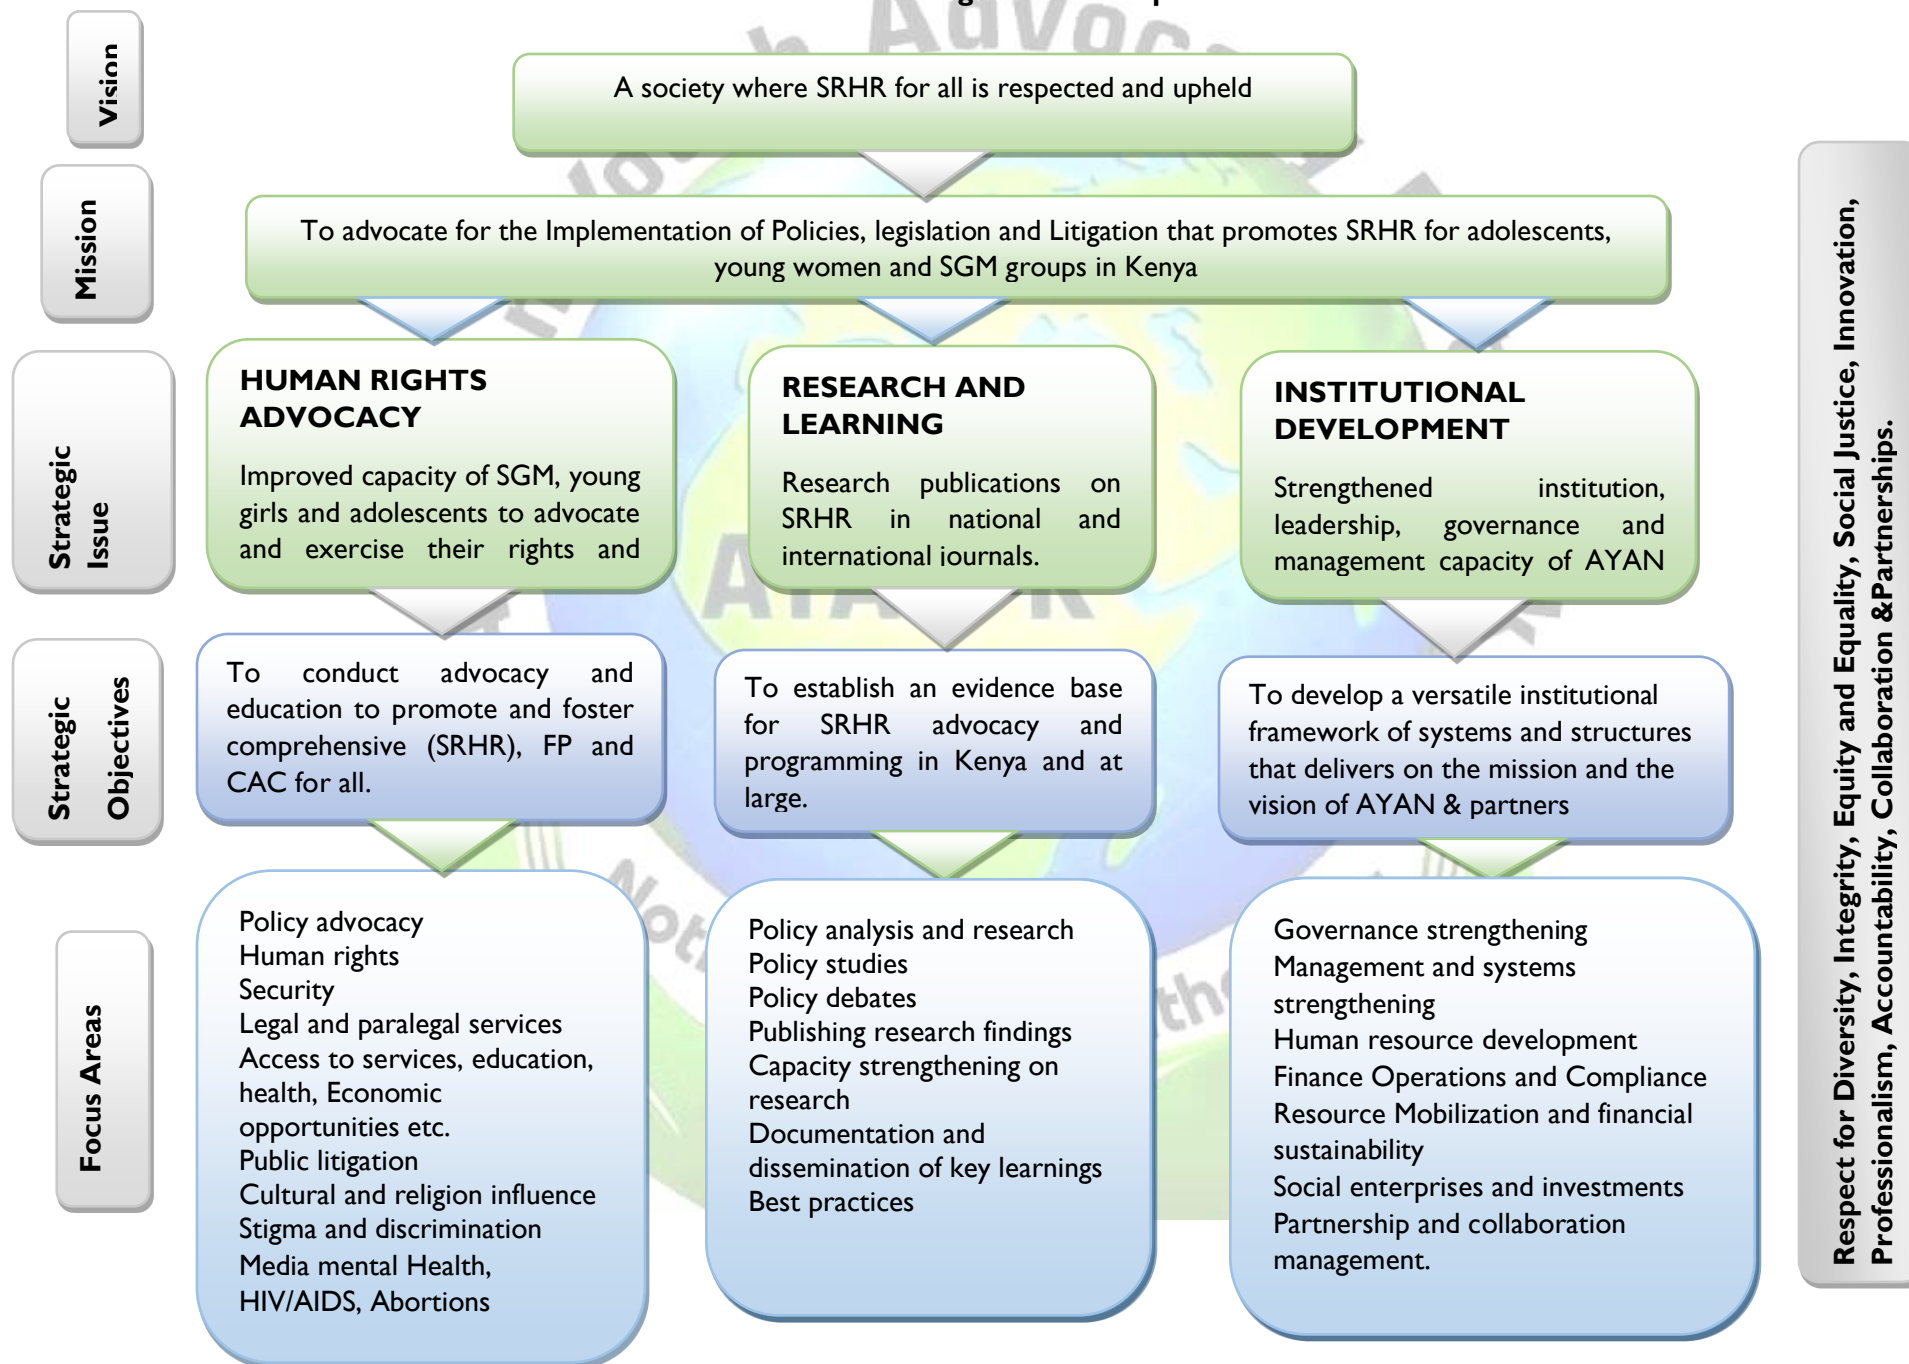 Vision
A society where SRHR for all is respected and upheld
Mission
To advocate for the Implementation of Policies, legislation and Litigation that promotes SRHR for adolescents,
young women and SGM groups in Kenya
Strategic
Issue
HUMAN RIGHTS
ADVOCACY
Improved capacity of SGM, young
girls and adolescents to advocate
and exercise their rights and
RESEARCH AND
LEARNING
Research publications on
SRHR in national and
international journals.
INSTITUTIONAL
DEVELOPMENT
Strengthened institution,
leadership, governance and
management capacity of AYAN
Strategic
Objectives
To conduct advocacy and
education to promote and foster
comprehensive (SRHR), FP and
CAC for all.
To establish an evidence base
for SRHR advocacy and
programming in Kenya and at
large.
To develop a versatile institutional
framework of systems and structures
that delivers on the mission and the
vision of AYAN & partners
Focus Areas
Policy advocacy
Human rights
Security
Legal and paralegal services
Access to services, education,
health, Economic
opportunities etc.
Public litigation
Cultural and religion influence
Stigma and discrimination
Media mental Health,
HIV/AIDS, Abortions
Policy analysis and research
Policy studies
Policy debates
Publishing research findings
Capacity strengthening on
research
Documentation and
dissemination of key learnings
Best practices
Governance strengthening
Management and systems
strengthening
Human resource development
Finance Operations and Compliance
Resource Mobilization and financial
sustainability
Social enterprises and investments
Partnership and collaboration
management.
Respect for Diversity, Integrity, Equity and Equality, Social Justice, Innovation,
Professionalism, Accountability, Collaboration &Partnerships.